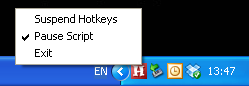 Suspend Hotkeys
Pause Script
Exit
EN H 13:47